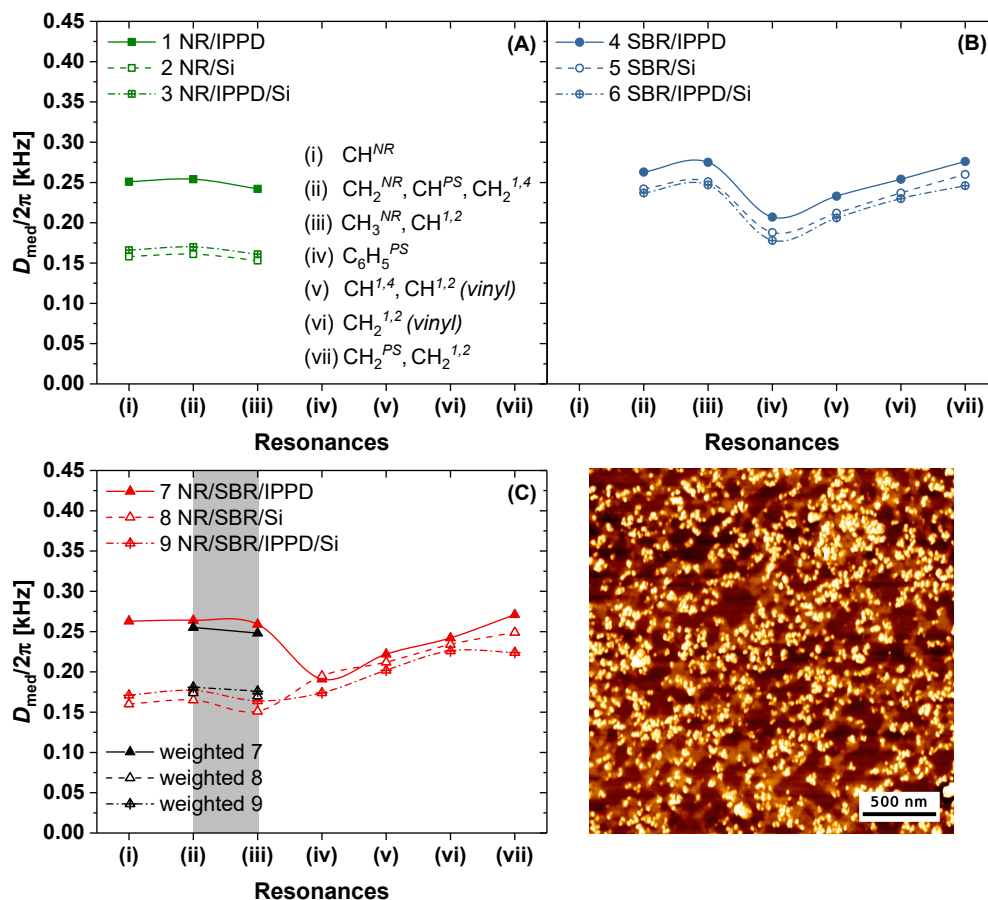 0.45
0.40
0.35
0.30
0.25
0.20
0.15
0.10
0.05
0.00
D_med/2π [kHz]
1 NR/IPPD
2 NR/Si
3 NR/IPPD/Si
(A)
(i) CH^NR
(ii) CH_2^NR, CH^PS, CH_2^1,4
(iii) CH_3^NR, CH^1,2
(iv) C_6H_5^PS
(v) CH^1,4, CH^1,2 (vinyl)
(vi) CH_2^1,2 (vinyl)
(vii) CH_2^PS, CH_2^1,2
(i) (ii) (iii) (iv) (v) (vi) (vii)
Resonances
4 SBR/IPPD
5 SBR/Si
6 SBR/IPPD/Si
(B)
(i) (ii) (iii) (iv) (v) (vi) (vii)
Resonances
0.45
0.40
0.35
0.30
0.25
0.20
0.15
0.10
0.05
0.00
D_med/2π [kHz]
7 NR/SBR/IPPD
8 NR/SBR/Si
9 NR/SBR/IPPD/Si
(C)
weighted 7
weighted 8
weighted 9
(i) (ii) (iii) (iv) (v) (vi) (vii)
Resonances
500 nm